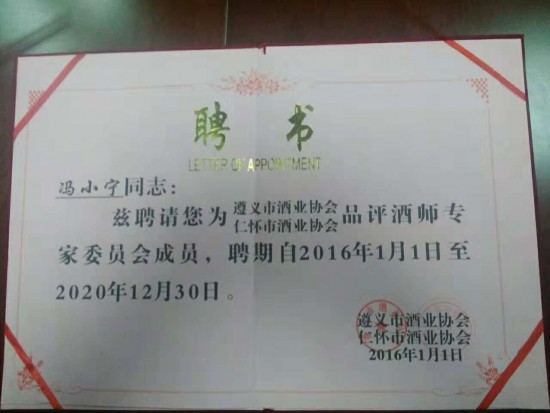 聘书
LETTER OF APPOINTMENT
冯小宁同志：
兹聘请您为遵义市酒业协会
仁怀市酒业协会品评酒师专
家委员会成员，聘期自2016年1月1日至
2020年12月30日。
遵义市酒业协会
仁怀市酒业协会
2016年1月1日